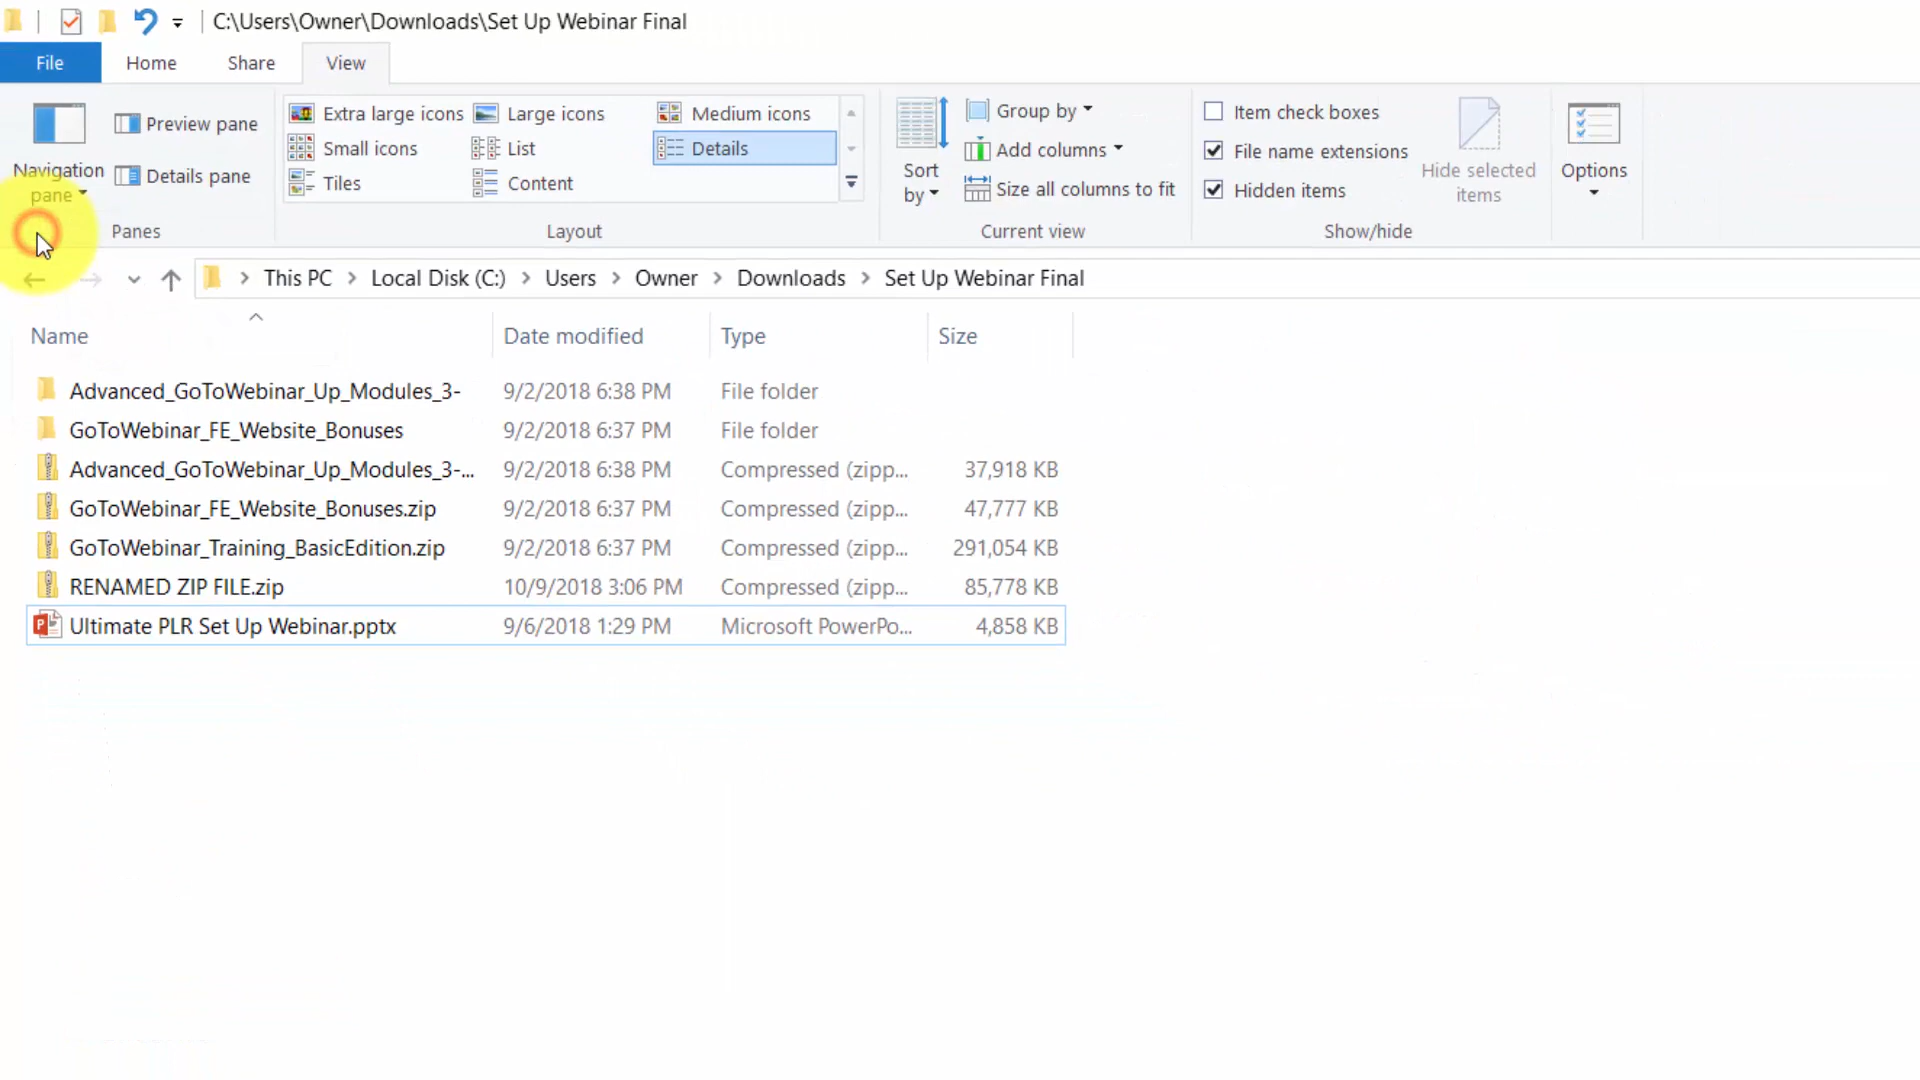 C:\Users\Owner\Downloads\Set Up Webinar Final
File Home Share View
Navigation pane
Preview pane
Details pane
Panes
Extra large icons Large icons Medium icons
Small icons List Details
Tiles Content
Layout
Sort by
Group by
Add columns
Size all columns to fit
Current view
Item check boxes
File name extensions
Hidden items
Hide selected items
Show/hide
Options
This PC Local Disk (C:) Users Owner Downloads Set Up Webinar Final
Name Date modified Type Size
Advanced_GoToWebinar_Up_Modules_3- 9/2/2018 6:38 PM File folder
GoToWebinar_FE_Website_Bonuses 9/2/2018 6:37 PM File folder
Advanced_GoToWebinar_Up_Modules_3-... 9/2/2018 6:38 PM Compressed (zipp... 37,918 KB
GoToWebinar_FE_Website_Bonuses.zip 9/2/2018 6:37 PM Compressed (zipp... 47,777 KB
GoToWebinar_Training_BasicEdition.zip 9/2/2018 6:37 PM Compressed (zipp... 291,054 KB
RENAMED ZIP FILE.zip 10/9/2018 3:06 PM Compressed (zipp... 85,778 KB
Ultimate PLR Set Up Webinar.pptx 9/6/2018 1:29 PM Microsoft PowerPo... 4,858 KB